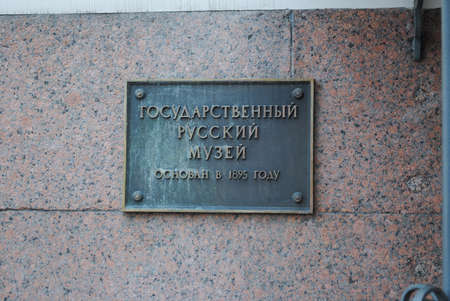 ГОСУДАРСТВЕННЫЙ
РУССКИЙ
МУЗЕЙ
ОСНОВАН В 1895 ГОДУ